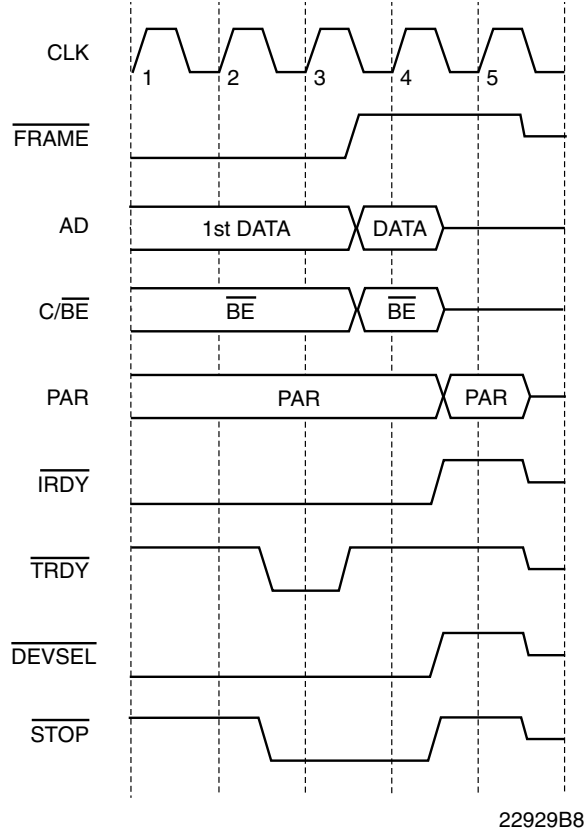 CLK
1 2 3 4 5
FRAME
AD 1st DATA DATA
C/BE BE BE
PAR PAR PAR
IRDY
TRDY
DEVSEL
STOP
22929B8